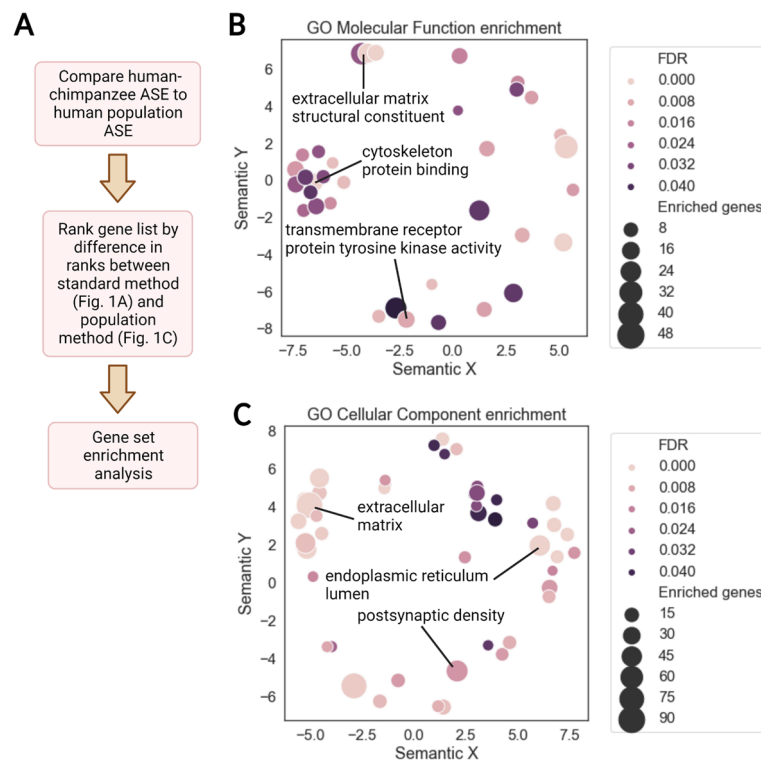 A
Compare human-
chimpanzee ASE to
human population
ASE
Rank gene list by
difference in
ranks between
standard method
(Fig. 1A) and
population
method (Fig. 1C)
Gene set
enrichment
analysis
B
GO Molecular Function enrichment
Semantic Y
6
4
2
0
−2
−4
−6
−8
extracellular matrix
structural constituent
cytoskeleton
protein binding
transmembrane receptor
protein tyrosine kinase activity
−7.5 −5.0 −2.5 0.0 2.5 5.0
Semantic X
FDR
0.000
0.008
0.016
0.024
0.032
0.040
Enriched genes
8
16
24
32
40
48
C
GO Cellular Component enrichment
Semantic Y
8
6
4
2
0
−2
−4
−6
extracellular
matrix
endoplasmic reticulum
lumen
postsynaptic density
−5.0 −2.5 0.0 2.5 5.0 7.5
Semantic X
FDR
0.000
0.008
0.016
0.024
0.032
0.040
Enriched genes
15
30
45
60
75
90